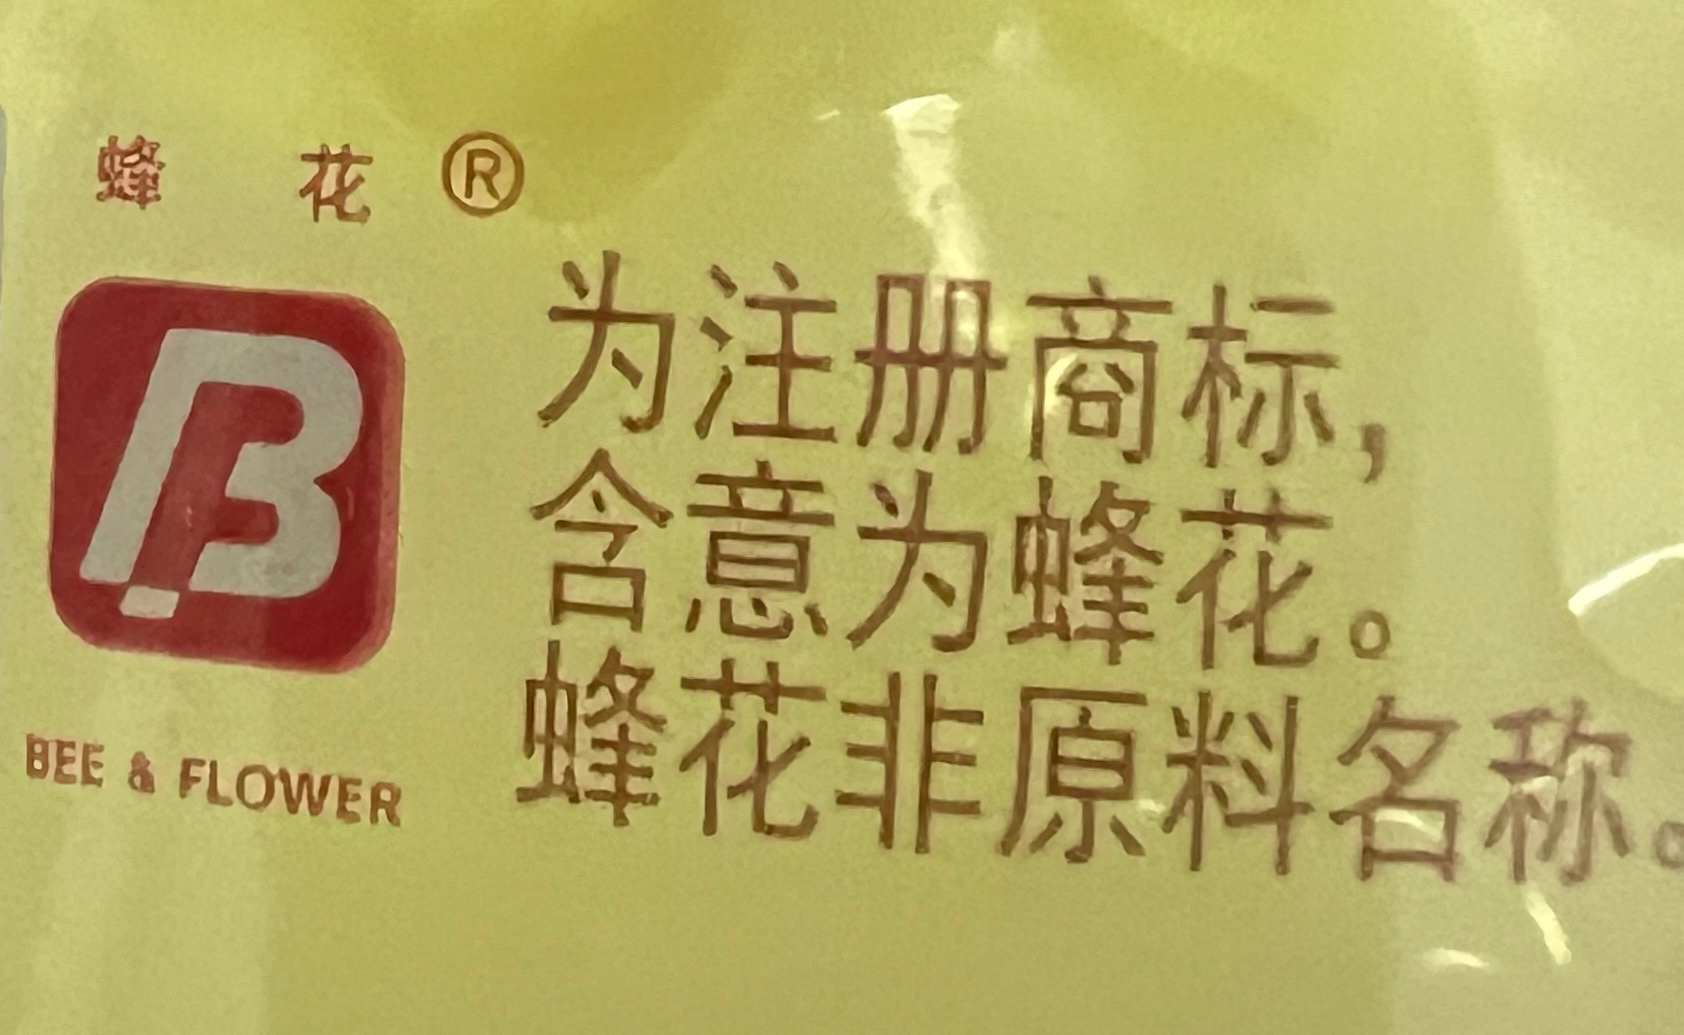 蜂 花 ®
B
BEE & FLOWER
为注册商标,
含意为蜂花。
蜂花非原料名称。